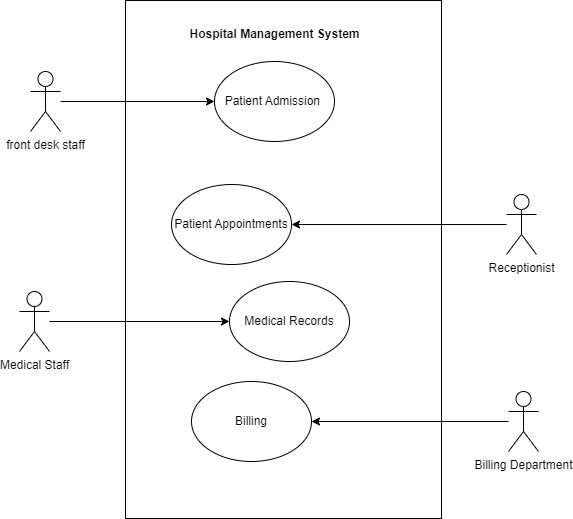 Hospital Management System
Patient Admission
front desk staff
Patient Appointments
Receptionist
Medical Records
Medical Staff
Billing
Billing Department